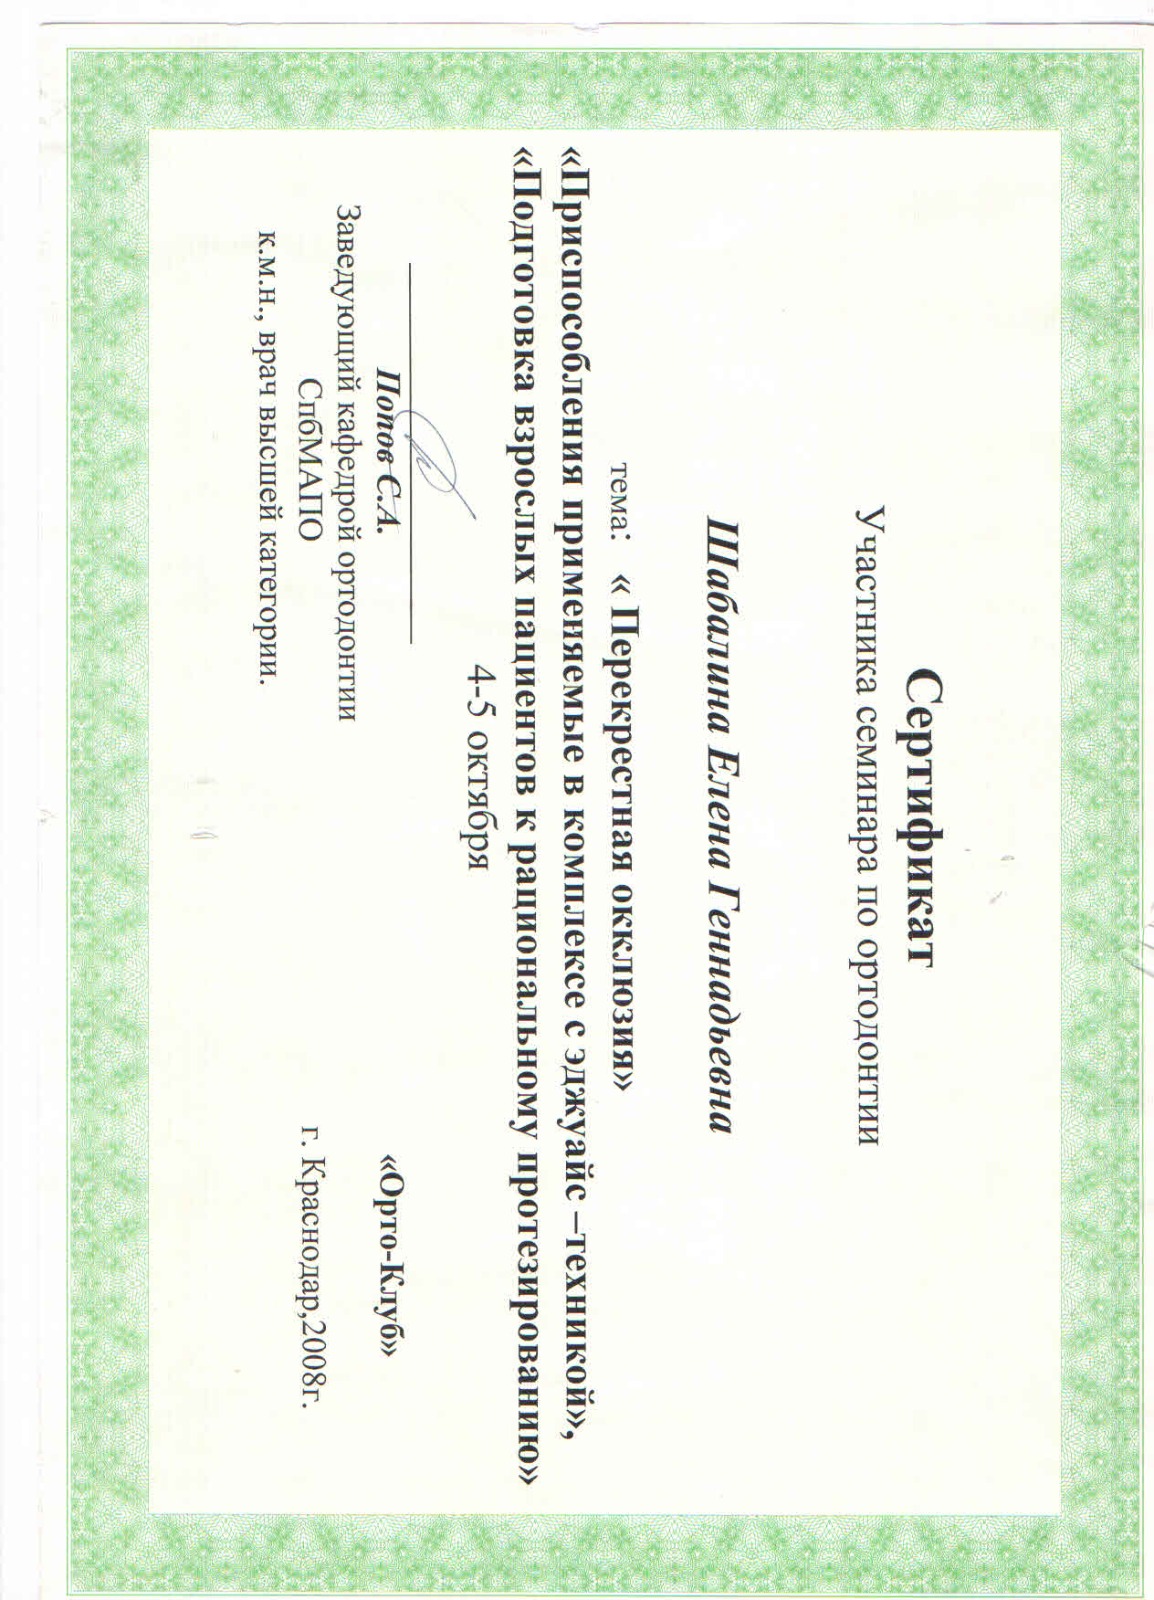 Сертификат
Участника семинара по ортодонтии
Шабалина Елена Геннадьевна
тема: « Перекрестная окклюзия»
«Приспособления применяемые в комплексе с эджуайс –техникой»,
«Подготовка взрослых пациентов к рациональному протезированию»
4-5 октября
Попов С.А.
Заведующий кафедрой ортодонтии
СпбМАПО
к.м.н., врач высшей категории.
«Орто-Клуб»
г. Краснодар,2008г.